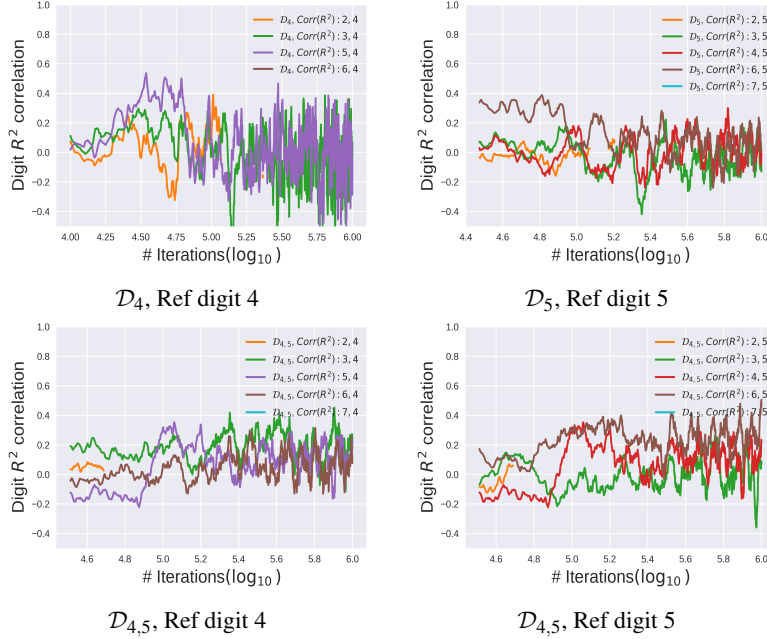 1.0
0.8
0.6
0.4
0.2
0.0
−0.2
−0.4
Digit R² correlation
𝒟₄, Corr(R²) : 2, 4
𝒟₄, Corr(R²) : 3, 4
𝒟₄, Corr(R²) : 5, 4
𝒟₄, Corr(R²) : 6, 4
4.00 4.25 4.50 4.75 5.00 5.25 5.50 5.75 6.00
# Iterations(log₁₀)
𝒟₄, Ref digit 4
1.0
0.8
0.6
0.4
0.2
0.0
−0.2
−0.4
Digit R² correlation
𝒟₅, Corr(R²) : 2, 5
𝒟₅, Corr(R²) : 3, 5
𝒟₅, Corr(R²) : 4, 5
𝒟₅, Corr(R²) : 6, 5
𝒟₅, Corr(R²) : 7, 5
4.4 4.6 4.8 5.0 5.2 5.4 5.6 5.8 6.0
# Iterations(log₁₀)
𝒟₅, Ref digit 5
1.0
0.8
0.6
0.4
0.2
0.0
−0.2
−0.4
Digit R² correlation
𝒟₄,₅, Corr(R²) : 2, 4
𝒟₄,₅, Corr(R²) : 3, 4
𝒟₄,₅, Corr(R²) : 5, 4
𝒟₄,₅, Corr(R²) : 6, 4
𝒟₄,₅, Corr(R²) : 7, 4
4.6 4.8 5.0 5.2 5.4 5.6 5.8 6.0
# Iterations(log₁₀)
𝒟₄,₅, Ref digit 4
1.0
0.8
0.6
0.4
0.2
0.0
−0.2
−0.4
Digit R² correlation
𝒟₄,₅, Corr(R²) : 2, 5
𝒟₄,₅, Corr(R²) : 3, 5
𝒟₄,₅, Corr(R²) : 4, 5
𝒟₄,₅, Corr(R²) : 6, 5
𝒟₄,₅, Corr(R²) : 7, 5
4.6 4.8 5.0 5.2 5.4 5.6 5.8 6.0
# Iterations(log₁₀)
𝒟₄,₅, Ref digit 5